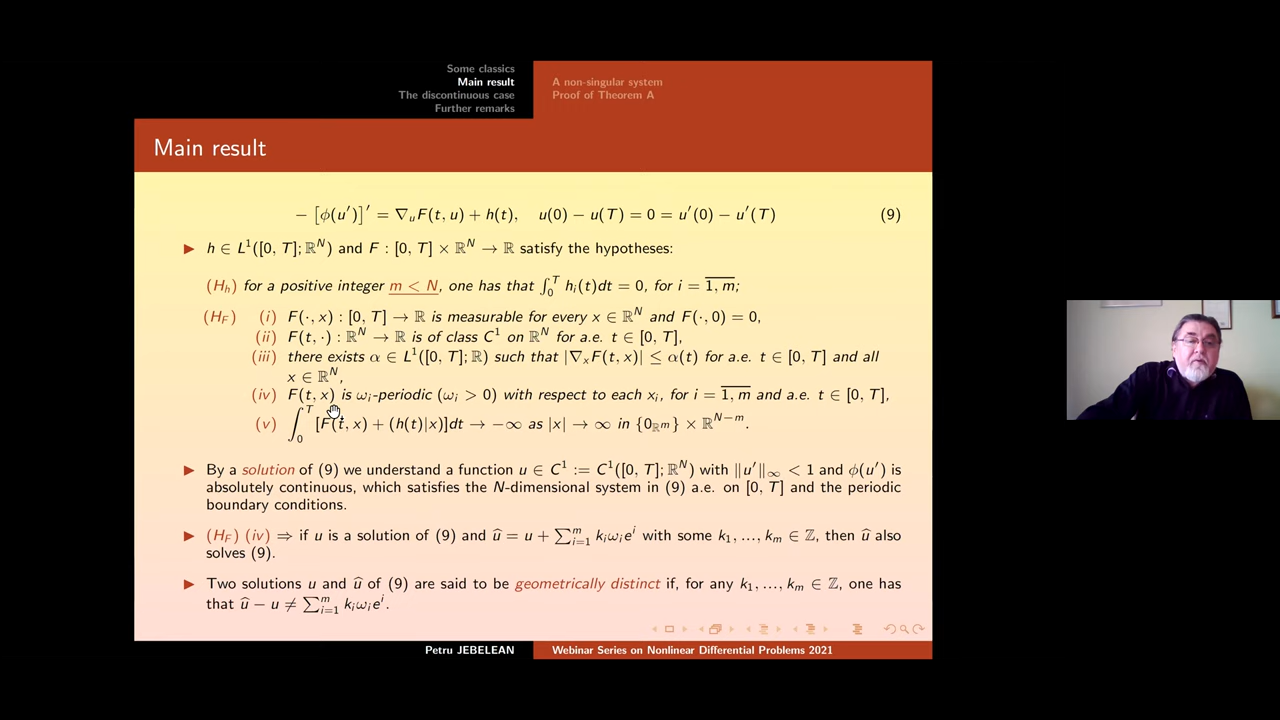 Some classics
Main result
The discontinuous case
Further remarks
A non-singular system
Proof of Theorem A
Main result
− [ϕ(u′)]′ = ∇ᵤF(t, u) + h(t), u(0) − u(T) = 0 = u′(0) − u′(T) (9)
▶ h ∈ L¹([0, T]; ℝᴺ) and F : [0, T] × ℝᴺ → ℝ satisfy the hypotheses:
(H_h) for a positive integer m < N, one has that ∫₀ᵀ hᵢ(t)dt = 0, for i = \overline{1, m};
(H_F) (i) F(·, x) : [0, T] → ℝ is measurable for every x ∈ ℝᴺ and F(·, 0) = 0,
(ii) F(t, ·) : ℝᴺ → ℝ is of class C¹ on ℝᴺ for a.e. t ∈ [0, T],
(iii) there exists α ∈ L¹([0, T]; ℝ) such that |∇ₓF(t, x)| ≤ α(t) for a.e. t ∈ [0, T] and all
x ∈ ℝᴺ,
(iv) F(t, x) is ωᵢ-periodic (ωᵢ > 0) with respect to each xᵢ, for i = \overline{1, m} and a.e. t ∈ [0, T],
(v) ∫₀ᵀ [F(t, x) + (h(t)|x)]dt → −∞ as |x| → ∞ in {0_{ℝᵐ}} × ℝᴺ⁻ᵐ.
▶ By a solution of (9) we understand a function u ∈ C¹ := C¹([0, T]; ℝᴺ) with ‖u′‖∞ < 1 and ϕ(u′) is
absolutely continuous, which satisfies the N-dimensional system in (9) a.e. on [0, T] and the periodic
boundary conditions.
▶ (H_F) (iv) ⇒ if u is a solution of (9) and û = u + ∑ᵢ₌₁ᵐ kᵢωᵢeⁱ with some k₁, ..., kₘ ∈ ℤ, then û also
solves (9).
▶ Two solutions u and û of (9) are said to be geometrically distinct if, for any k₁, ..., kₘ ∈ ℤ, one has
that û − u ≠ ∑ᵢ₌₁ᵐ kᵢωᵢeⁱ.
Petru JEBELEAN
Webinar Series on Nonlinear Differential Problems 2021